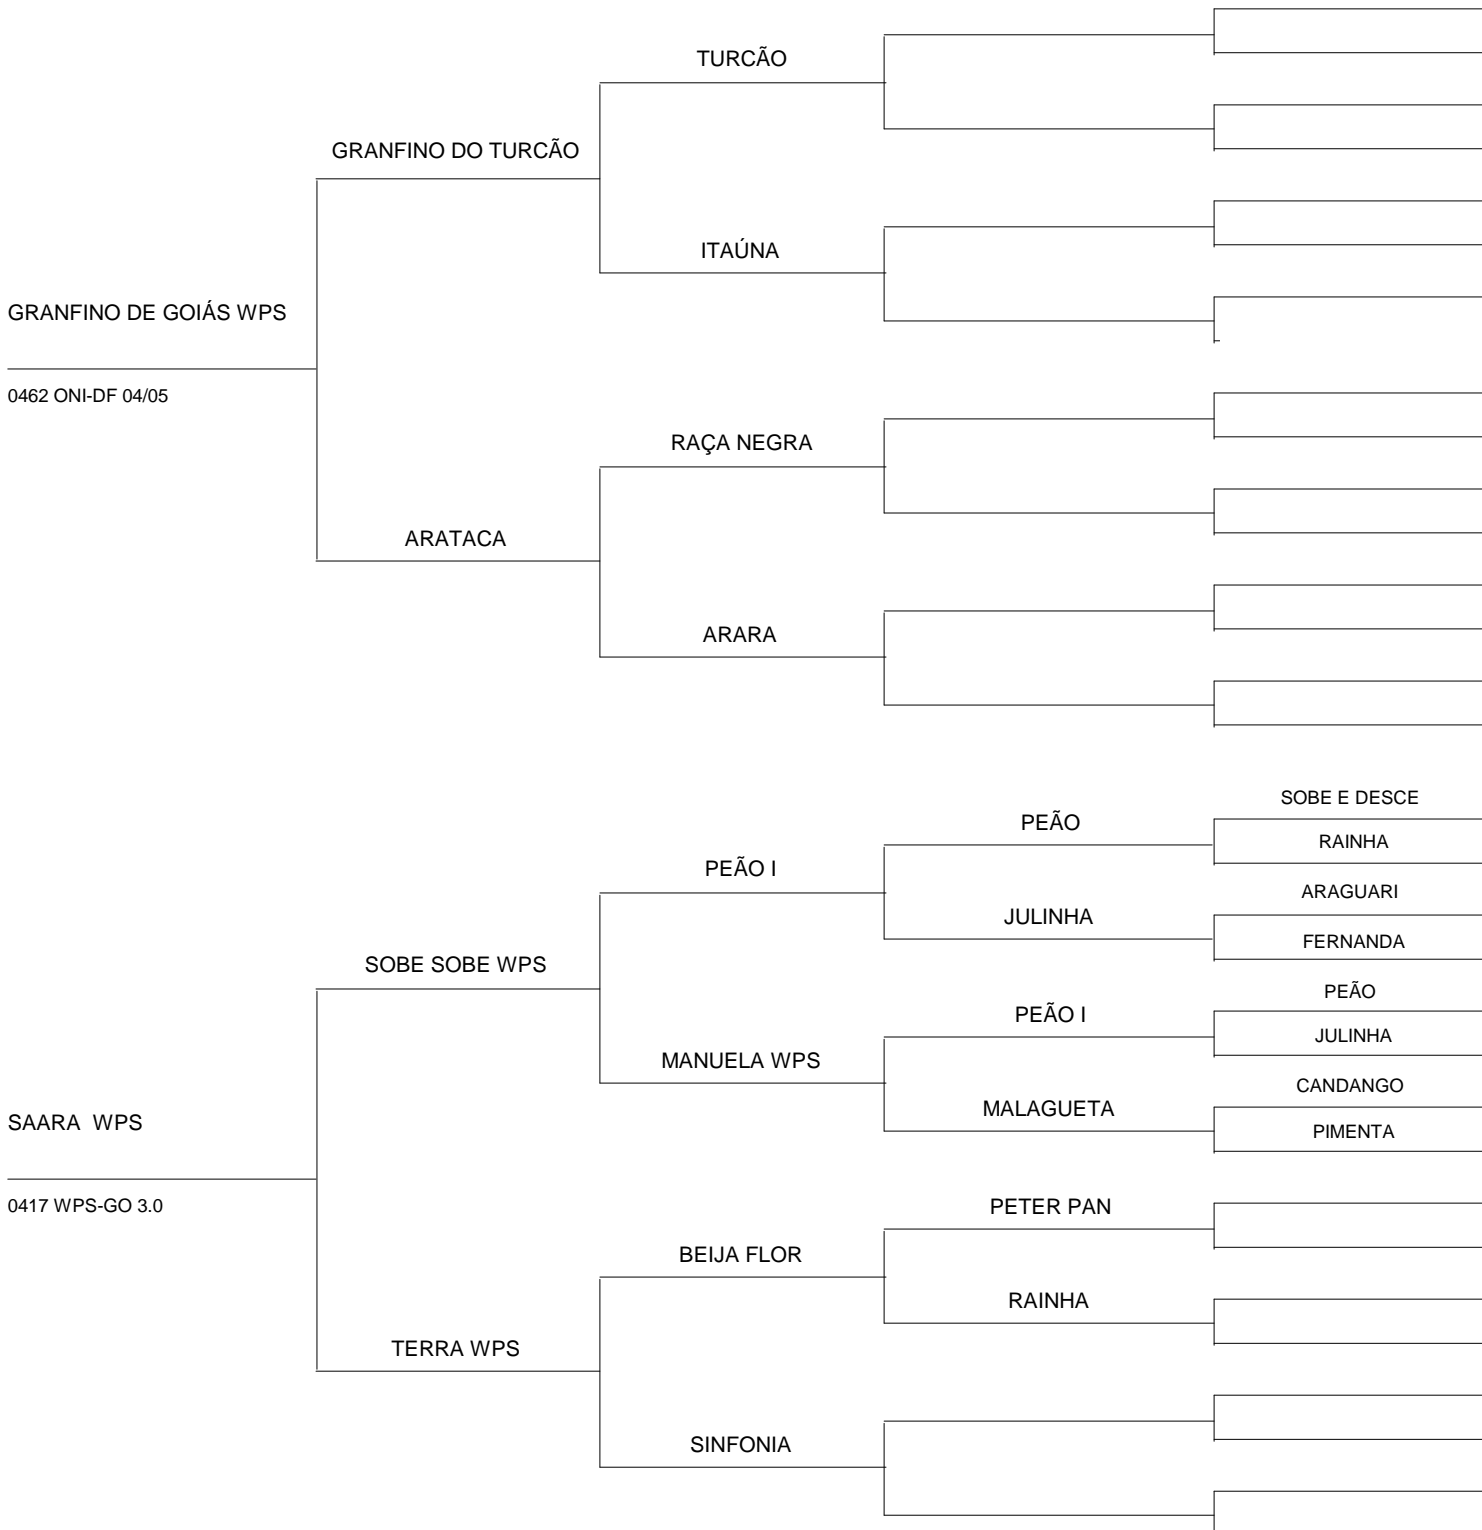 TURCÃO
GRANFINO DO TURCÃO
ITAÚNA
GRANFINO DE GOIÁS WPS
0462 ONI-DF 04/05
RAÇA NEGRA
ARATACA
ARARA
SOBE E DESCE
PEÃO
RAINHA
PEÃO I
ARAGUARI
JULINHA
FERNANDA
SOBE SOBE WPS
PEÃO
PEÃO I
JULINHA
MANUELA WPS
CANDANGO
MALAGUETA
PIMENTA
SAARA  WPS
0417 WPS-GO 3.0
PETER PAN
BEIJA FLOR
RAINHA
TERRA WPS
SINFONIA